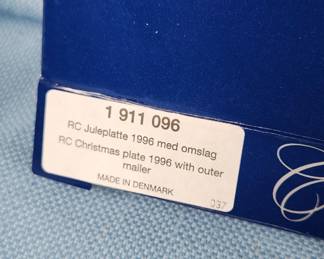 1 911 096
RC Juleplatte 1996 med omslag
RC Christmas plate 1996 with outer
mailer
MADE IN DENMARK
037